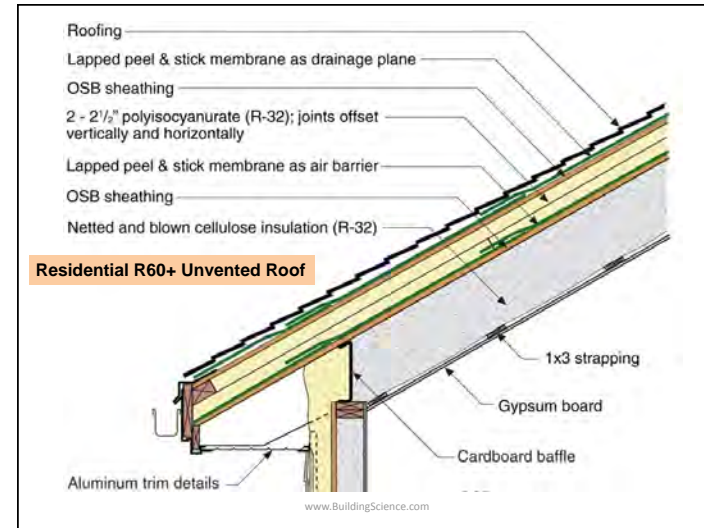 Roofing
Lapped peel & stick membrane as drainage plane
OSB sheathing
2 - 2½" polyisocyanurate (R-32); joints offset
vertically and horizontally
Lapped peel & stick membrane as air barrier
OSB sheathing
Netted and blown cellulose insulation (R-32)
Residential R60+ Unvented Roof
1x3 strapping
Gypsum board
Cardboard baffle
Aluminum trim details
www.BuildingScience.com